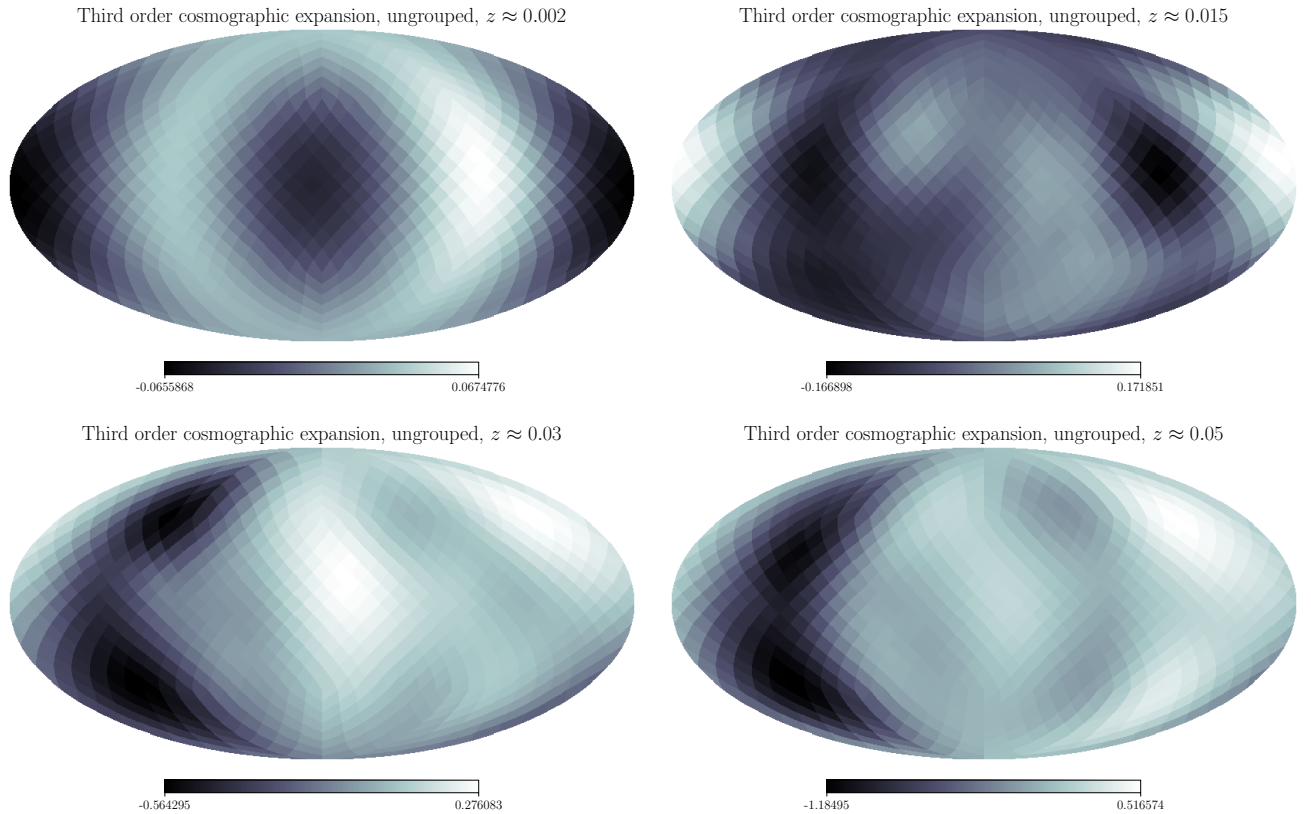 Third order cosmographic expansion, ungrouped, z ≈ 0.002
-0.0655868 0.0674776
Third order cosmographic expansion, ungrouped, z ≈ 0.015
-0.166898 0.171851
Third order cosmographic expansion, ungrouped, z ≈ 0.03
-0.564295 0.276083
Third order cosmographic expansion, ungrouped, z ≈ 0.05
-1.18495 0.516574